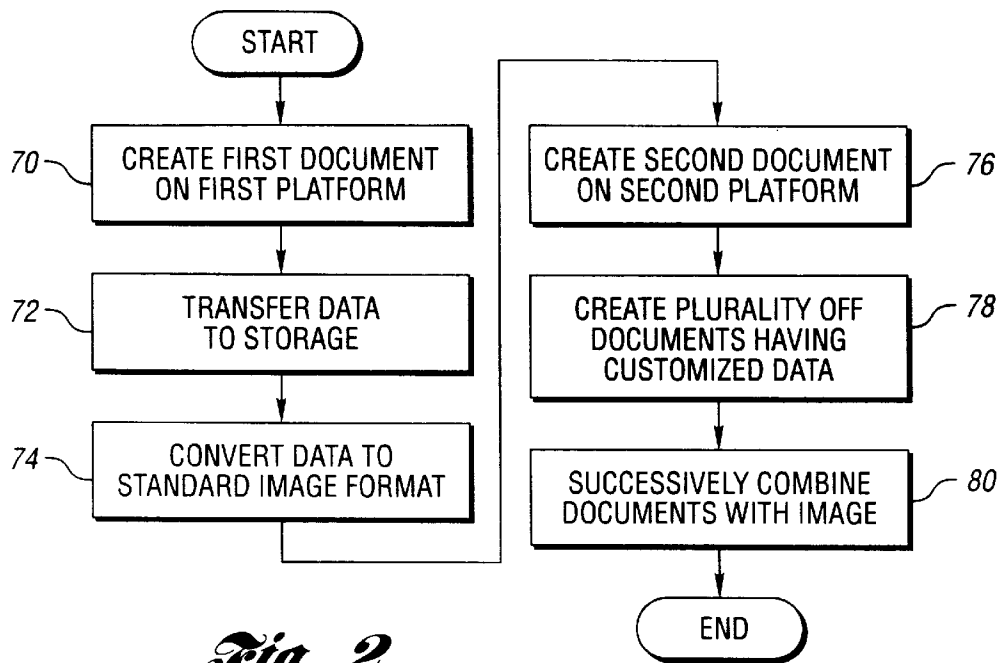 START
70
CREATE FIRST DOCUMENT
ON FIRST PLATFORM
72
TRANSFER DATA
TO STORAGE
74
CONVERT DATA TO
STANDARD IMAGE FORMAT
CREATE SECOND DOCUMENT
ON SECOND PLATFORM
76
CREATE PLURALITY OFF
DOCUMENTS HAVING
CUSTOMIZED DATA
78
SUCCESSIVELY COMBINE
DOCUMENTS WITH IMAGE
80
END
Fig. 2